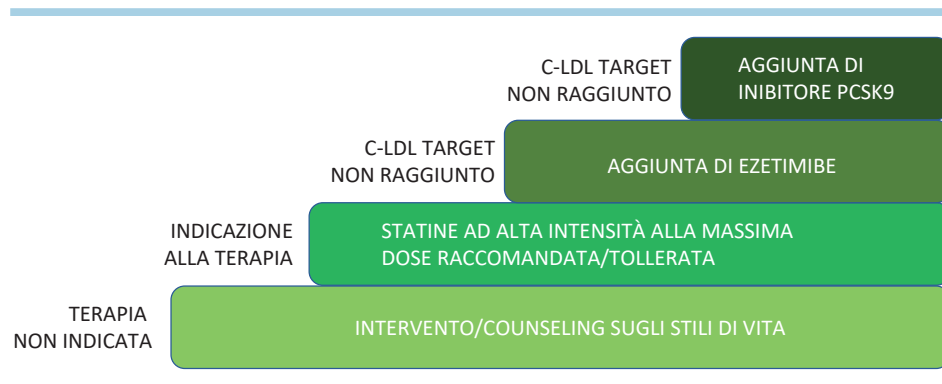 C-LDL TARGET
NON RAGGIUNTO
AGGIUNTA DI
INIBITORE PCSK9
C-LDL TARGET
NON RAGGIUNTO
AGGIUNTA DI EZETIMIBE
INDICAZIONE
ALLA TERAPIA
STATINE AD ALTA INTENSITÀ ALLA MASSIMA
DOSE RACCOMANDATA/TOLLERATA
TERAPIA
NON INDICATA
INTERVENTO/COUNSELING SUGLI STILI DI VITA